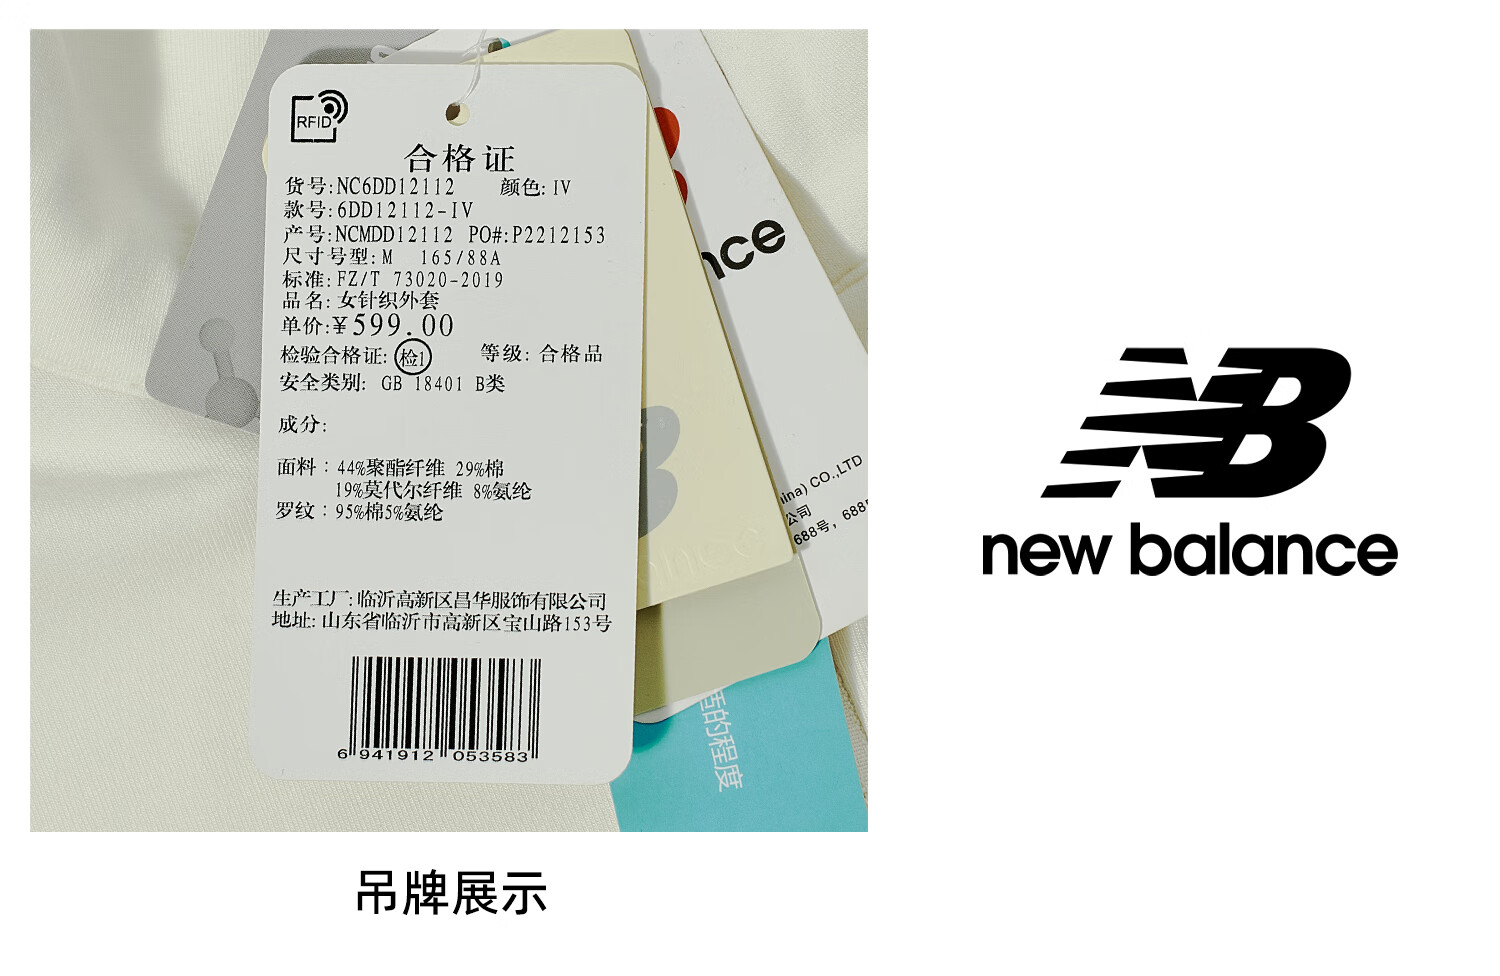 RFID
合格证
货号:NC6DD12112 颜色:IV
款号:6DD12112-IV
产号:NCMDD12112 PO#:P2212153
尺寸号型:M 165/88A
标准:FZ/T 73020-2019
品名:女针织外套
单价:¥599.00
检验合格证:检1 等级:合格品
安全类别: GB 18401 B类
成分:
面料：44%聚酯纤维 29%棉
19%莫代尔纤维 8%氨纶
罗纹：95%棉5%氨纶
生产工厂:临沂高新区昌华服饰有限公司
地址:山东省临沂市高新区宝山路153号
6 941912 053583
nce
ina) CO.,LTD
公司
688号, 688
的程度
吊牌展示
NB
new balance